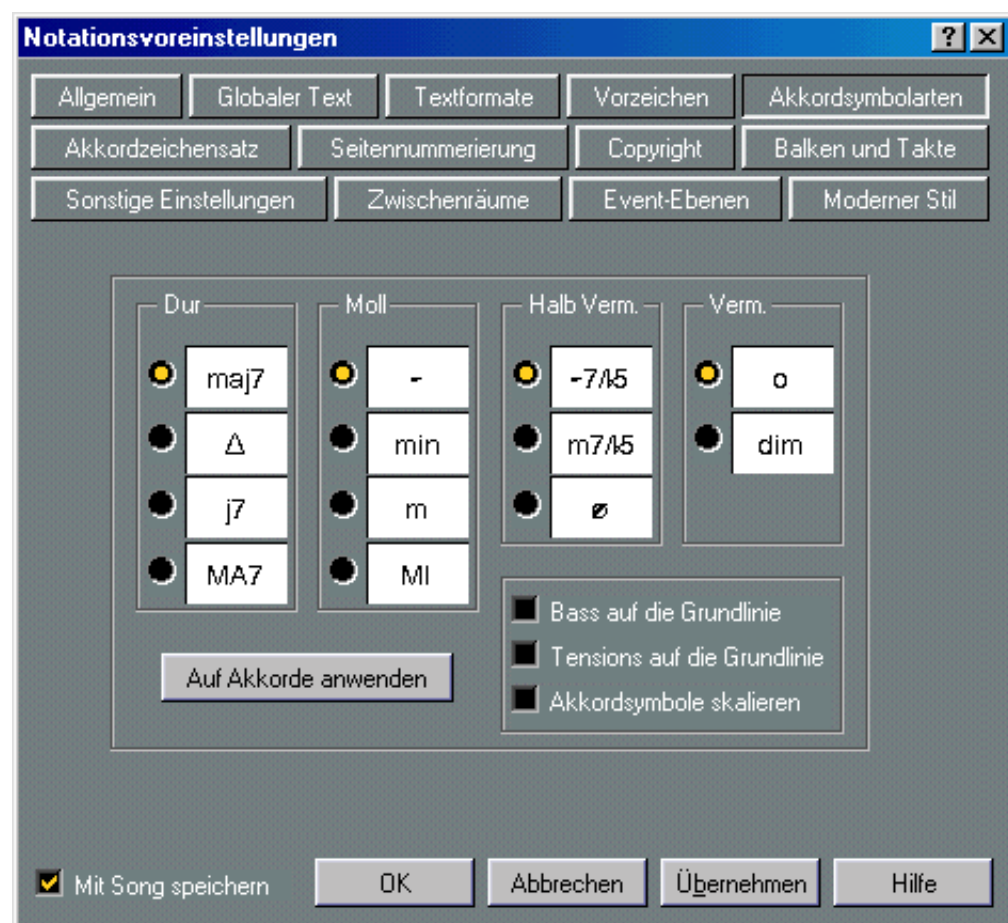 Notationsvoreinstellungen
Allgemein Globaler Text Textformate Vorzeichen Akkordsymbolarten
Akkordzeichensatz Seitennummerierung Copyright Balken und Takte
Sonstige Einstellungen Zwischenräume Event-Ebenen Moderner Stil
Dur Moll Halb Verm. Verm.
maj7 - -7/♭5 o
Δ min m7/♭5 dim
j7 m ø
MA7 MI
Bass auf die Grundlinie
Tensions auf die Grundlinie
Auf Akkorde anwenden
Akkordsymbole skalieren
Mit Song speichern OK Abbrechen Übernehmen Hilfe